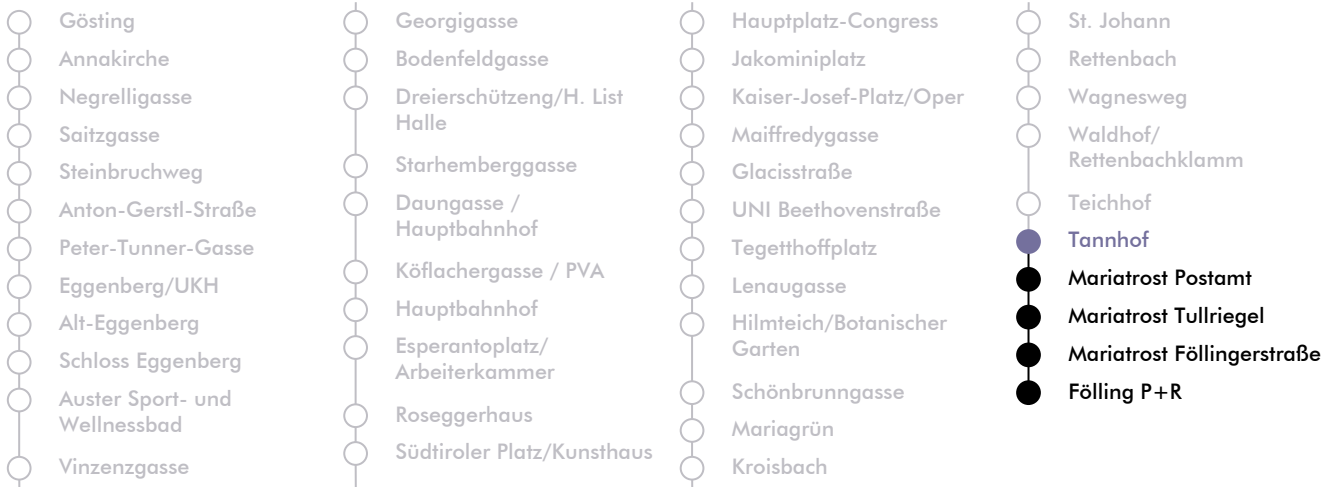 Gösting
Annakirche
Negrelligasse
Saitzgasse
Steinbruchweg
Anton-Gerstl-Straße
Peter-Tunner-Gasse
Eggenberg/UKH
Alt-Eggenberg
Schloss Eggenberg
Auster Sport- und
Wellnessbad
Vinzenzgasse
Georgigasse
Bodenfeldgasse
Dreierschützeng/H. List
Halle
Starhemberggasse
Daungasse /
Hauptbahnhof
Köflachergasse / PVA
Hauptbahnhof
Esperantoplatz/
Arbeiterkammer
Roseggerhaus
Südtiroler Platz/Kunsthaus
Hauptplatz-Congress
Jakominiplatz
Kaiser-Josef-Platz/Oper
Maiffredygasse
Glacisstraße
UNI Beethovenstraße
Tegetthoffplatz
Lenaugasse
Hilmteich/Botanischer
Garten
Schönbrunngasse
Mariagrün
Kroisbach
St. Johann
Rettenbach
Wagnesweg
Waldhof/
Rettenbachklamm
Teichhof
Tannhof
Mariatrost Postamt
Mariatrost Tullriegel
Mariatrost Föllingerstraße
Fölling P+R